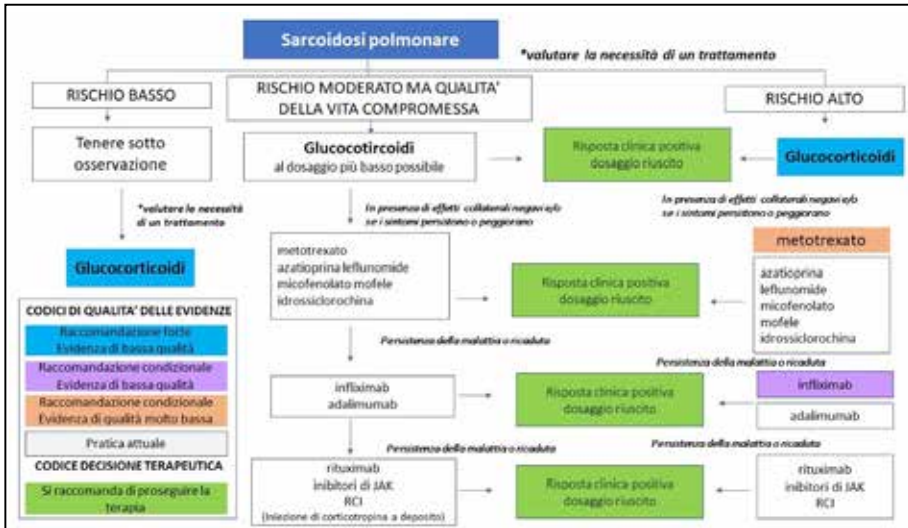 Sarcoidosi polmonare
*valutare la necessità di un trattamento
RISCHIO BASSO
RISCHIO MODERATO MA QUALITA'
DELLA VITA COMPROMESSA
RISCHIO ALTO
Tenere sotto
osservazione
Glucocotircoidi
al dosaggio più basso possibile
Risposta clinica positiva
dosaggio riuscito
Glucocorticoidi
*valutare le necessità
di un trattamento
In presenza di effetti collaterali negavi e/o
se i sintomi persistono o peggiorano
In presenza di effetti collaterali negavi e/o
se i sintomi persistono o peggiorano
Glucocorticoidi
metotrexato
azatioprina leflunomide
micofenolato mofele
idrossiclorochina
Risposta clinica positiva
dosaggio riuscito
metotrexato
azatioprina
leflunomide
micofenolato
mofele
idrossiclorochina
CODICI DI QUALITA' DELLE EVIDENZE
Raccomandazione forte
Evidenza di bassa qualità
Raccomandazione condizionale
Evidenza di bassa qualità
Raccomandazione condizionale
Evidenza di qualità molto bassa
Pratica attuale
CODICE DECISIONE TERAPEUTICA
Si raccomanda di proseguire la
terapia
Persistenza della malattia o ricaduta
Persistenza della malattia o ricaduta
infliximab
adalimumab
Risposta clinica positiva
dosaggio riuscito
infliximab
adalimumab
Persistenza della malattia o ricaduta
Persistenza della malattia o ricaduta
rituximab
inibitori di JAK
RCI
(Iniezione di corticotropina a deposito)
Risposta clinica positiva
dosaggio riuscito
rituximab
inibitori di JAK
RCI